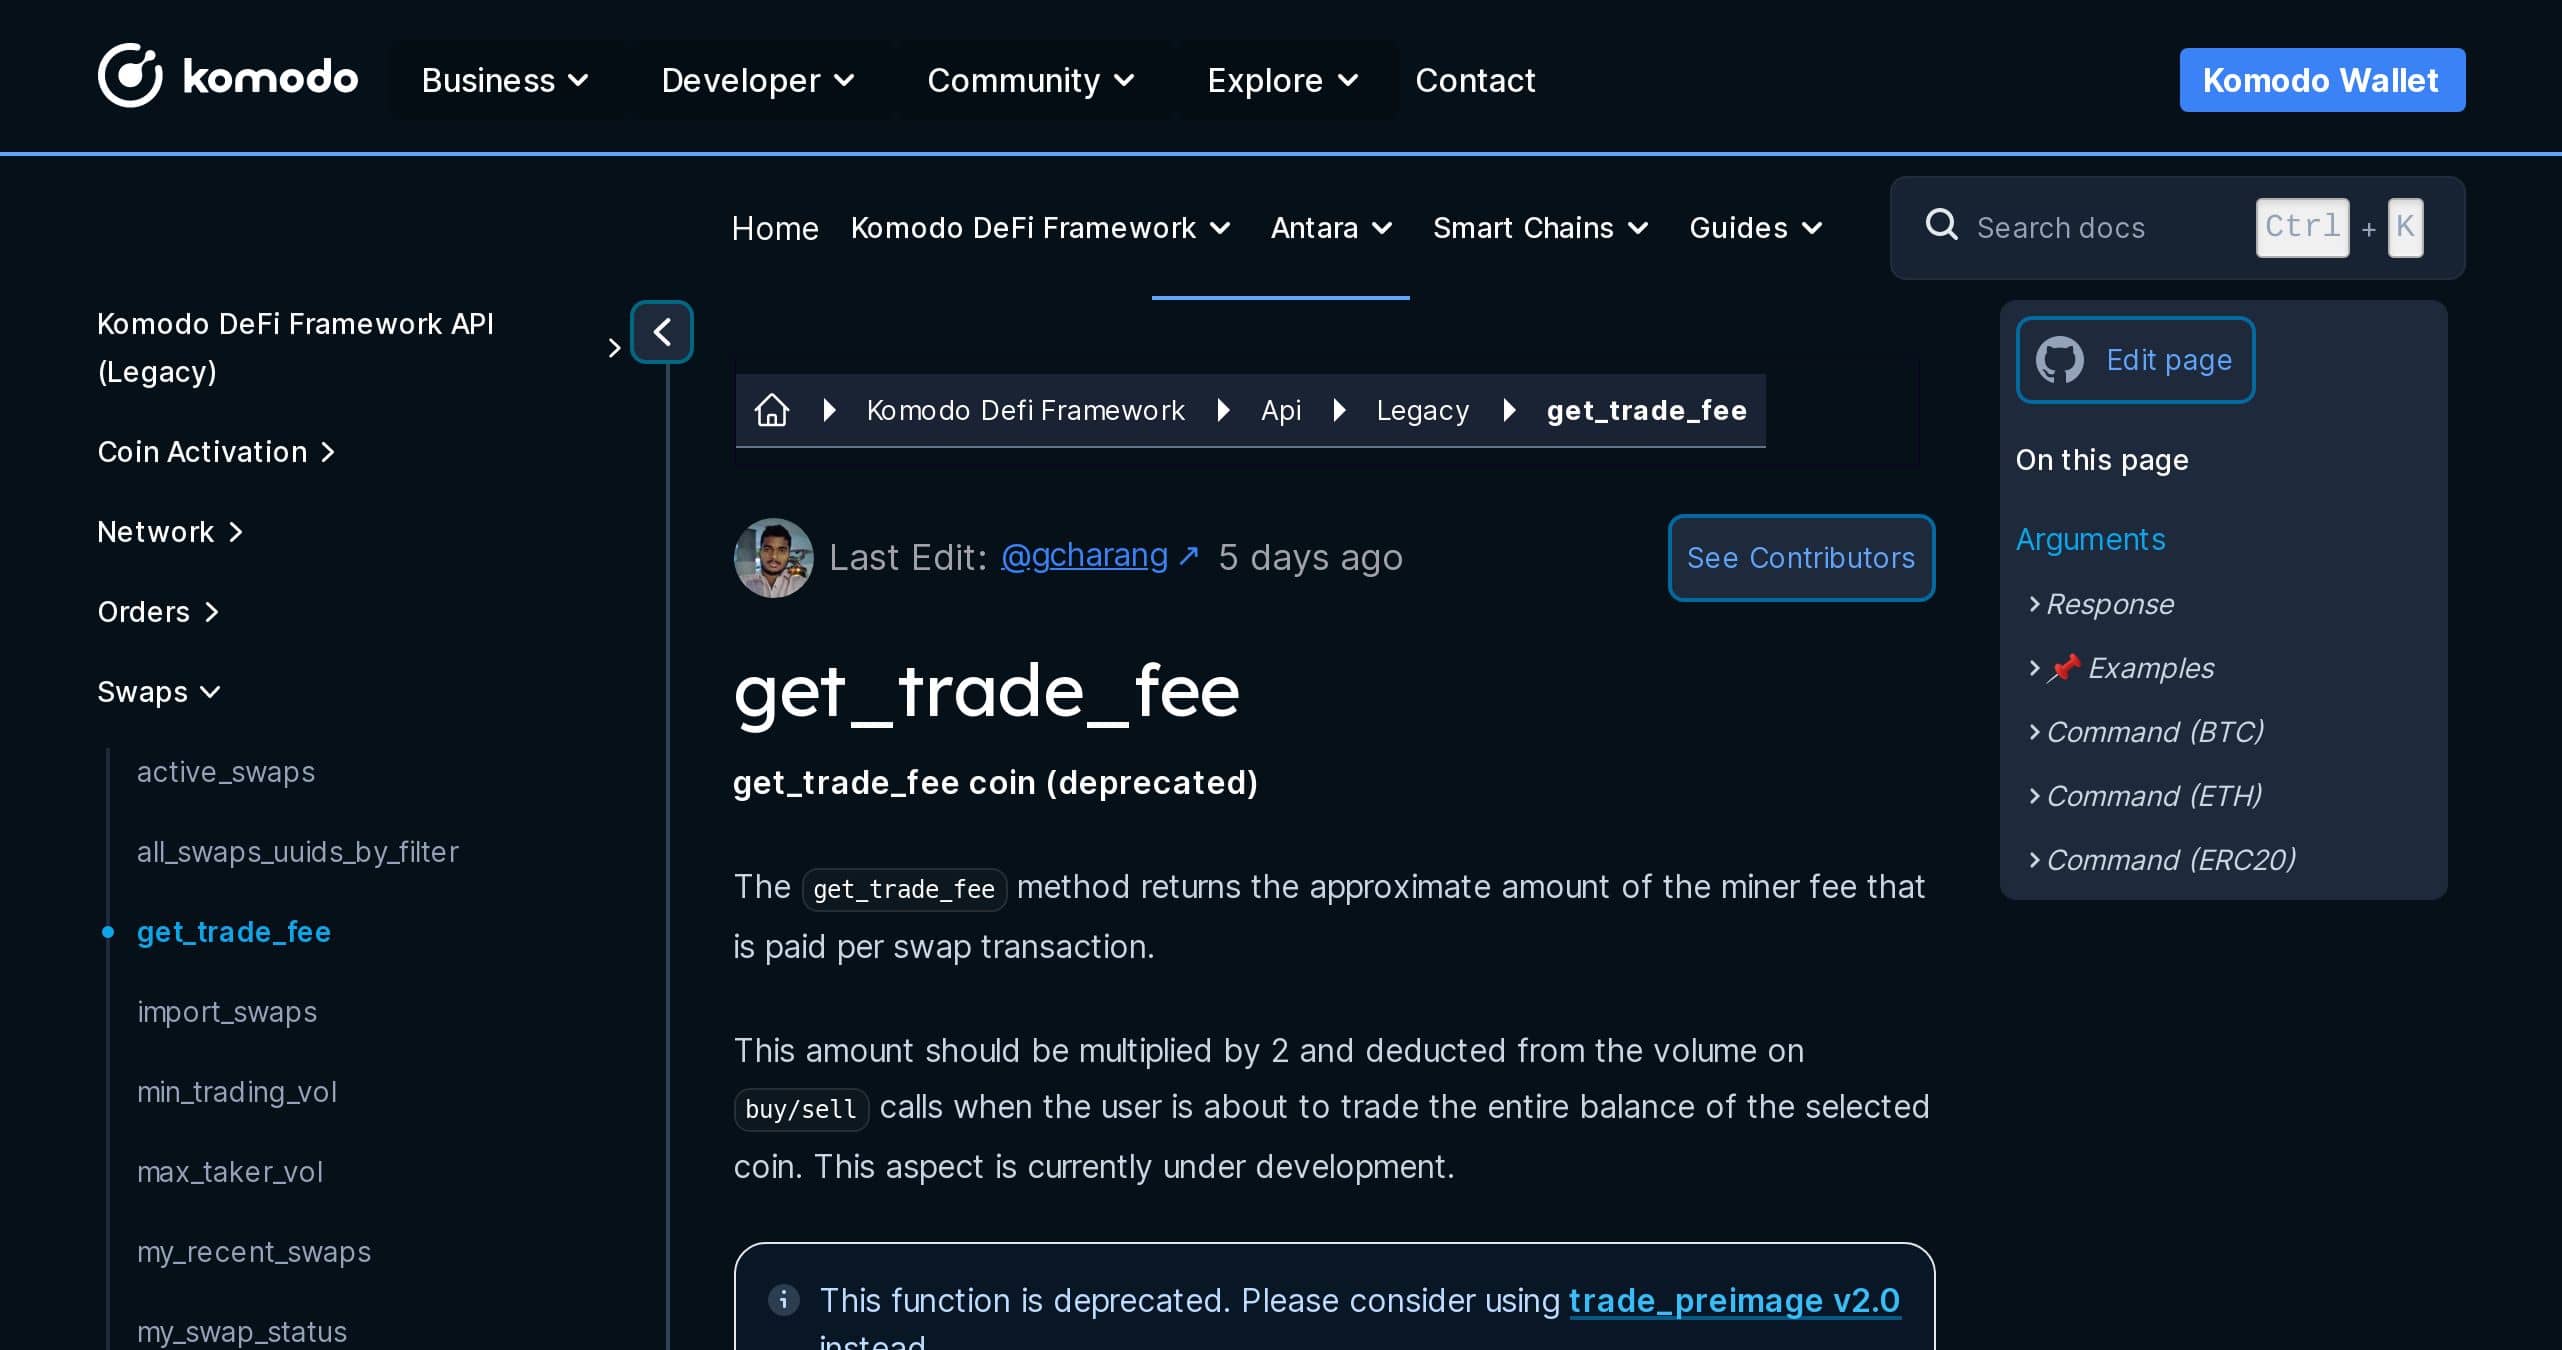 komodo Business Developer Community Explore Contact Komodo Wallet
Home Komodo DeFi Framework Antara Smart Chains Guides Search docs Ctrl + K
Komodo DeFi Framework API
(Legacy)
Coin Activation
Network
Orders
Swaps
active_swaps
all_swaps_uuids_by_filter
get_trade_fee
import_swaps
min_trading_vol
max_taker_vol
my_recent_swaps
my_swap_status
Komodo Defi Framework Api Legacy get_trade_fee
Last Edit: @gcharang ↗ 5 days ago See Contributors
get_trade_fee
get_trade_fee coin (deprecated)
The get_trade_fee method returns the approximate amount of the miner fee that
is paid per swap transaction.
This amount should be multiplied by 2 and deducted from the volume on
buy/sell calls when the user is about to trade the entire balance of the selected
coin. This aspect is currently under development.
This function is deprecated. Please consider using trade_preimage v2.0
instead
Edit page
On this page
Arguments
Response
📌 Examples
Command (BTC)
Command (ETH)
Command (ERC20)